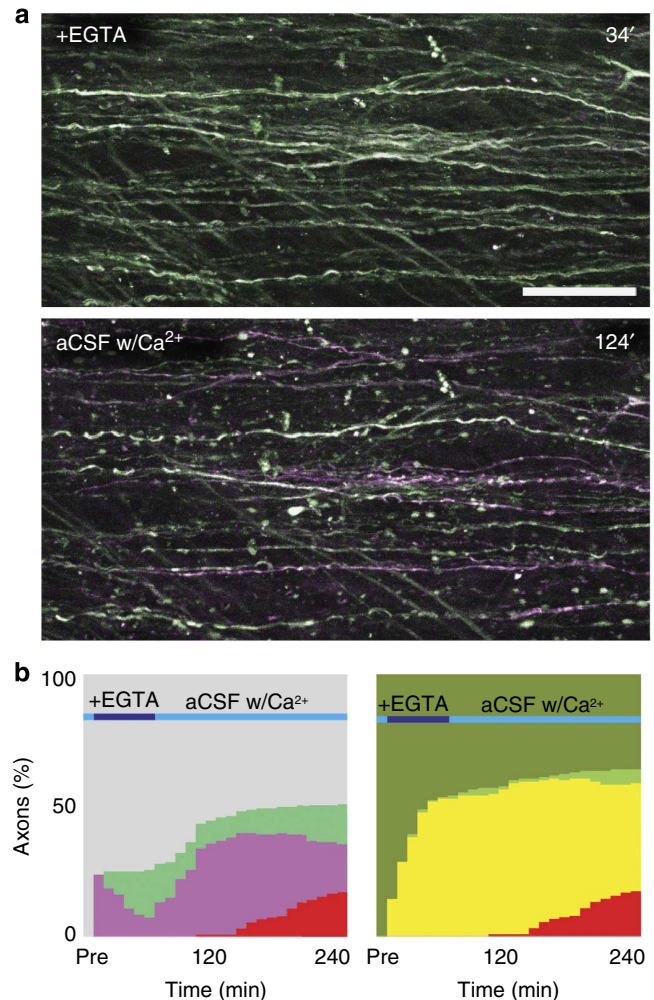 a
+EGTA 34′
aCSF w/Ca²⁺ 124′
b
100
50
0
Axons (%)
+EGTA aCSF w/Ca²⁺
Pre 120 240
Time (min)
+EGTA aCSF w/Ca²⁺
Pre 120 240
Time (min)